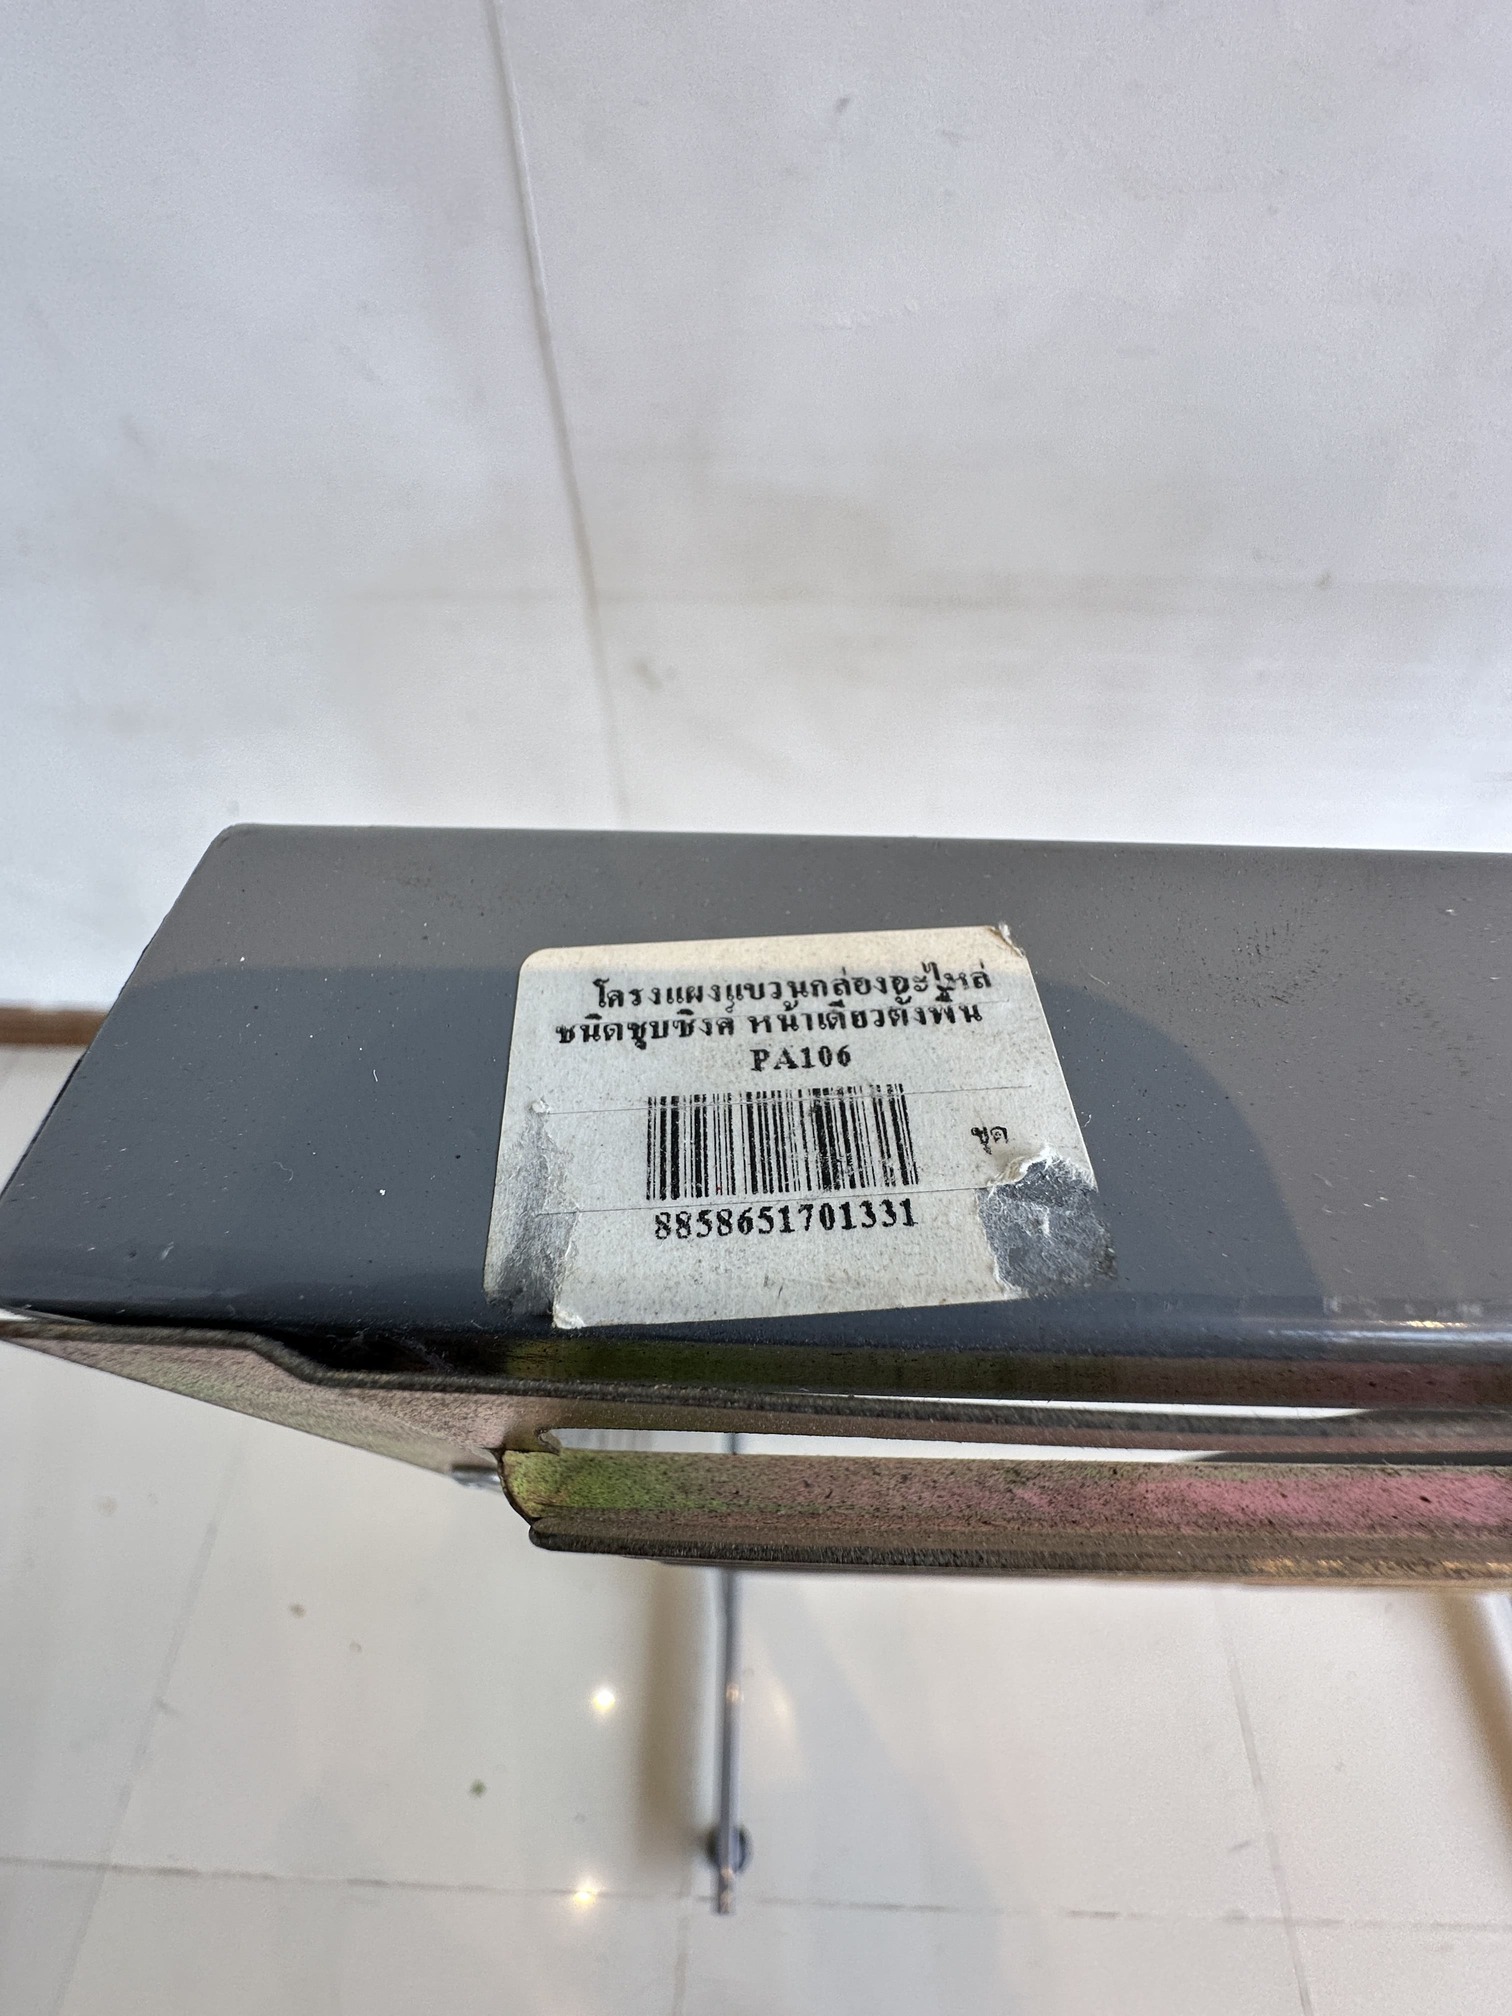 โครงแผงแขวนกล่องอะไหล่
ชนิดชุบซิงค์ หน้าเดียวตั้งพื้น
PA106
ชุด
8858651701331